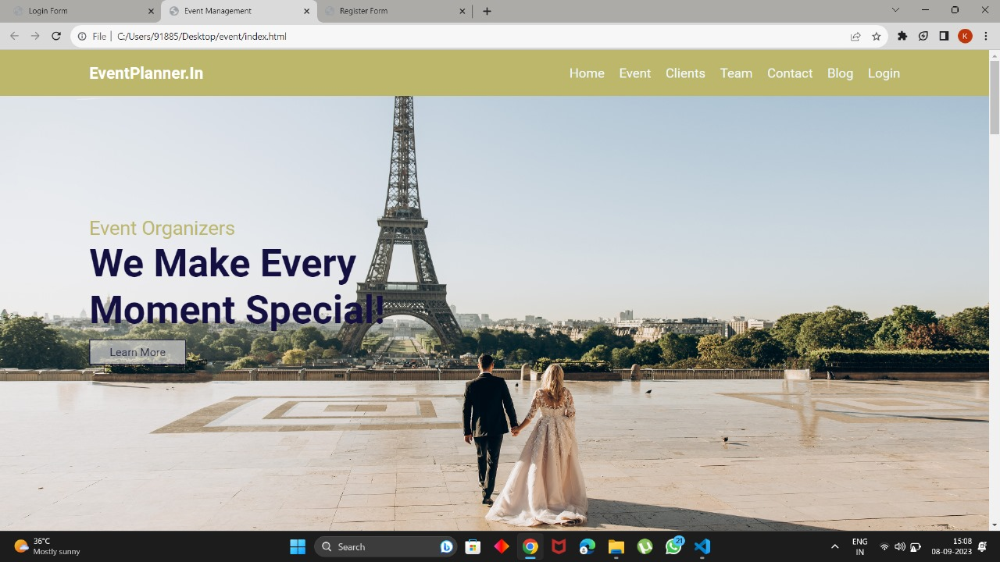 Login Form
Event Management
Register Form
File
C:/Users/91885/Desktop/event/index.html
K
EventPlanner.In
Home Event Clients Team Contact Blog Login
Event Organizers
We Make Every
Moment Special!
Learn More
36°C
Mostly sunny
Search
21
ENG
IN
15:08
08-09-2023